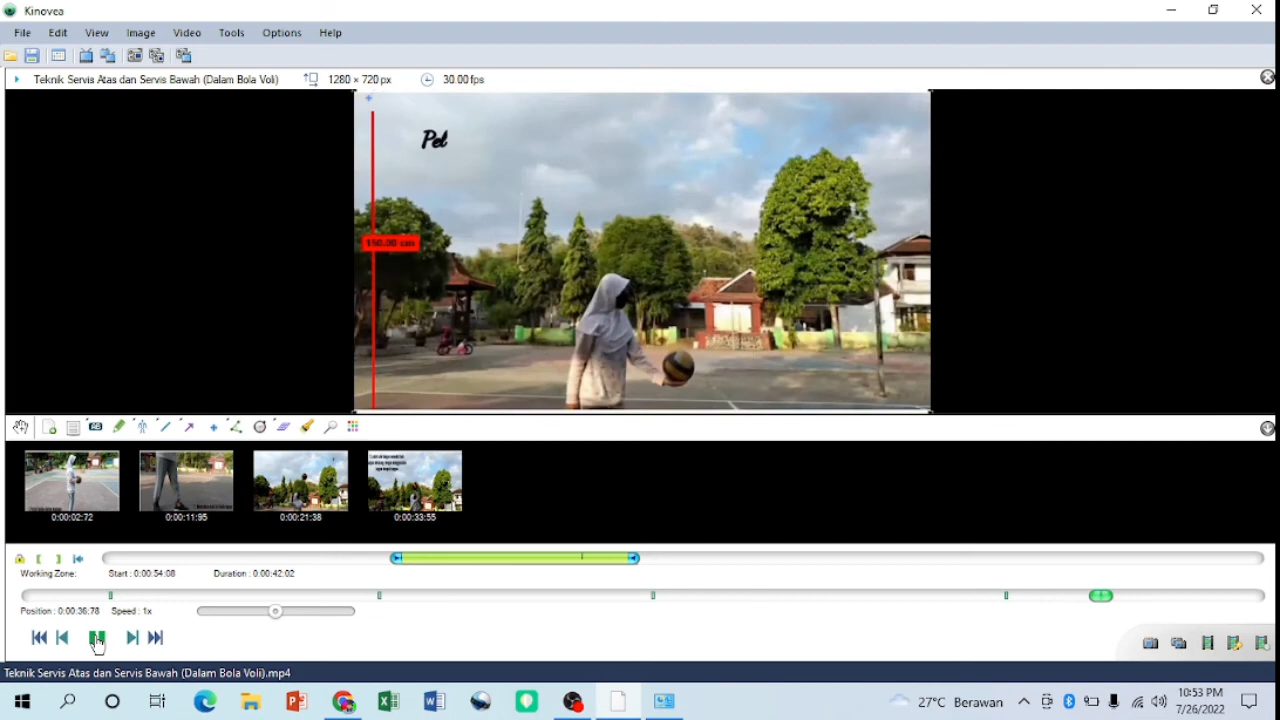 Kinovea
File Edit View Image Video Tools Options Help
Teknik Servis Atas dan Servis Bawah (Dalam Bola Voli) 1280 x 720 px 30.00 fps
Pel
150.00 cm
0:00:02:72 0:00:11:95 0:00:21:38 0:00:33:55
Working Zone: Start : 0:00:54:08 Duration : 0:00:42:02
Position : 0:00:36:78 Speed : 1x
Teknik Servis Atas dan Servis Bawah (Dalam Bola Voli).mp4
27°C Berawan 10:53 PM
7/26/2022